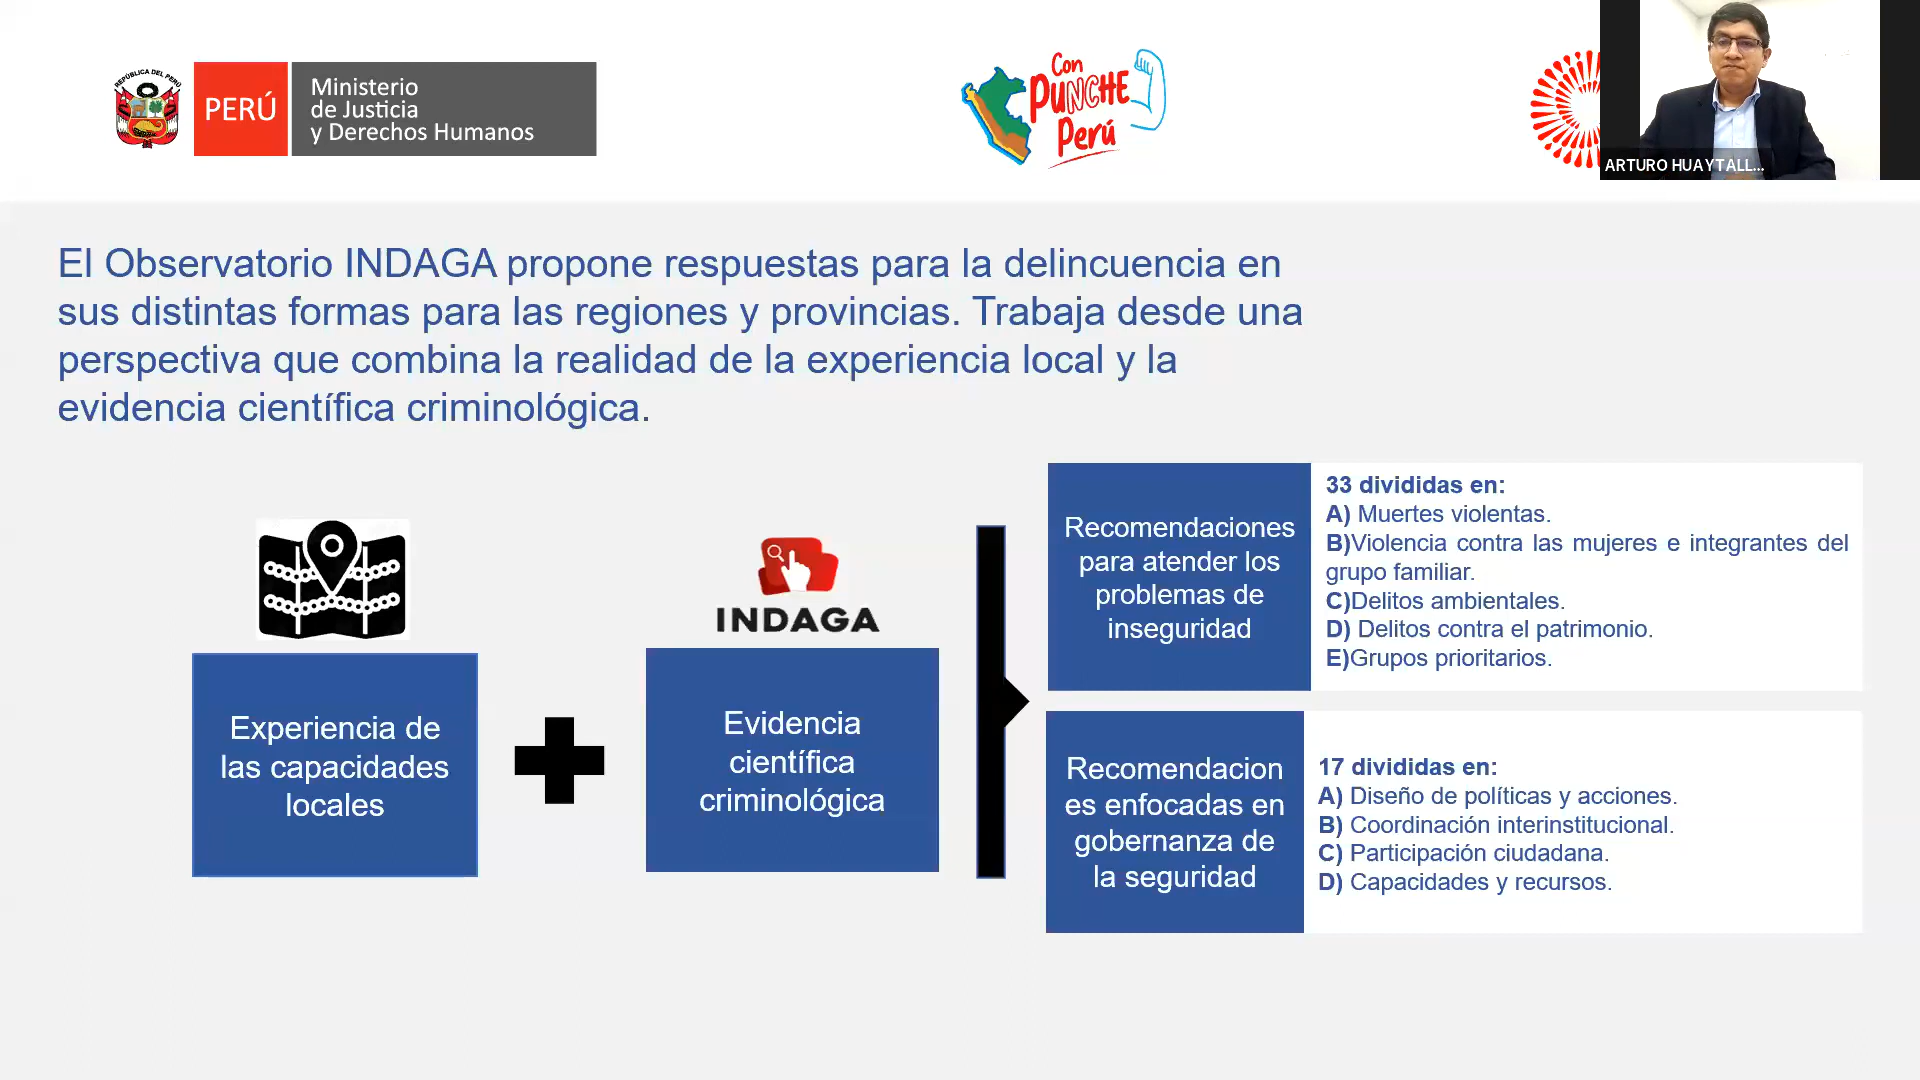 REPÚBLICA DEL PERÚ
PERÚ
Ministerio
de Justicia
y Derechos Humanos
Con
PUNCHE
Perú
ARTURO HUAYTALL...
El Observatorio INDAGA propone respuestas para la delincuencia en
sus distintas formas para las regiones y provincias. Trabaja desde una
perspectiva que combina la realidad de la experiencia local y la
evidencia científica criminológica.
Experiencia de
las capacidades
locales
INDAGA
Evidencia
científica
criminológica
Recomendaciones
para atender los
problemas de
inseguridad
33 divididas en:
A) Muertes violentas.
B)Violencia contra las mujeres e integrantes del
grupo familiar.
C)Delitos ambientales.
D) Delitos contra el patrimonio.
E)Grupos prioritarios.
Recomendacion
es enfocadas en
gobernanza de
la seguridad
17 divididas en:
A) Diseño de políticas y acciones.
B) Coordinación interinstitucional.
C) Participación ciudadana.
D) Capacidades y recursos.